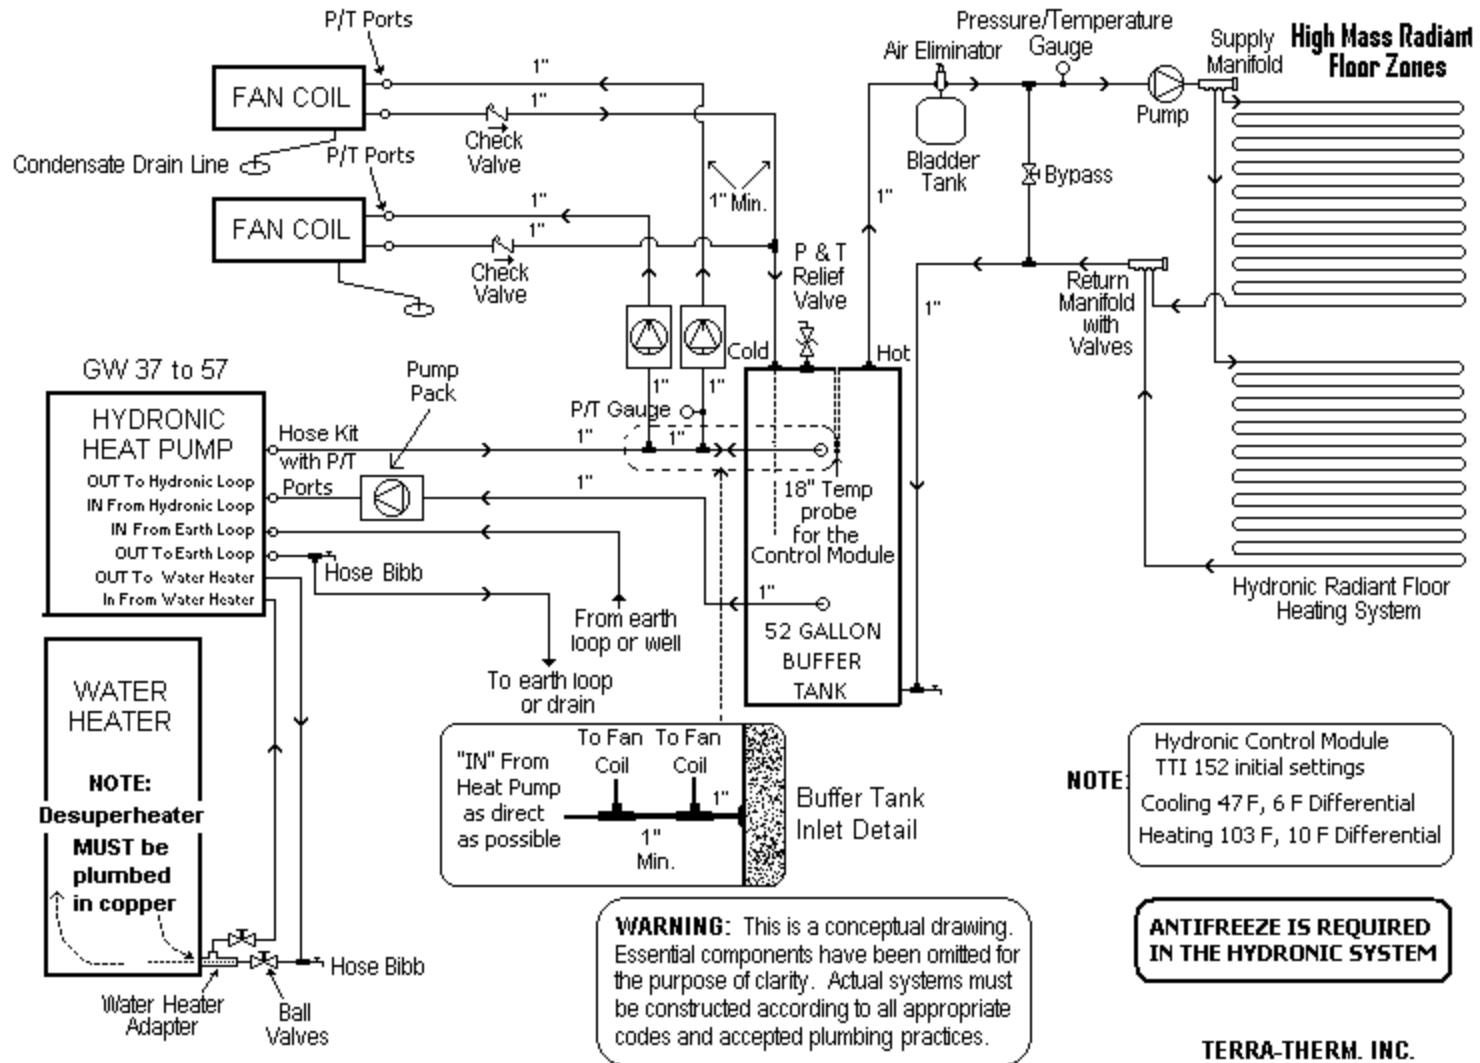 P/T Ports
FAN COIL
1"
1"
Check
Valve
Condensate Drain Line
P/T Ports
FAN COIL
1"
1"
Check
Valve
1" Min.
Pressure/Temperature
Gauge
Air Eliminator
Bladder
Tank
Pump
Supply
Manifold
High Mass Radiant
Floor Zones
Bypass
1"
P & T
Relief
Valve
1"
Return
Manifold
with
Valves
Cold
Hot
GW 37 to 57
HYDRONIC
HEAT PUMP
OUT To Hydronic Loop
IN From Hydronic Loop
IN From Earth Loop
OUT To Earth Loop
OUT To Water Heater
In From Water Heater
Pump
Pack
Hose Kit
with P/T
Ports
1"
1"
P/T Gauge
1"
1"
1"
1"
18" Temp
probe
for the
Control Module
Hose Bibb
From earth
loop or well
To earth loop
or drain
52 GALLON
BUFFER
TANK
Hydronic Radiant Floor
Heating System
WATER
HEATER
NOTE:
Desuperheater
MUST be
plumbed
in copper
Water Heater
Adapter
Ball
Valves
Hose Bibb
"IN" From
Heat Pump
as direct
as possible
To Fan
Coil
To Fan
Coil
1"
1"
Min.
Buffer Tank
Inlet Detail
NOTE:
Hydronic Control Module
TTI 152 initial settings
Cooling 47 F, 6 F Differential
Heating 103 F, 10 F Differential
WARNING: This is a conceptual drawing.
Essential components have been omitted for
the purpose of clarity. Actual systems must
be constructed according to all appropriate
codes and accepted plumbing practices.
ANTIFREEZE IS REQUIRED
IN THE HYDRONIC SYSTEM
TERRA-THERM, INC.